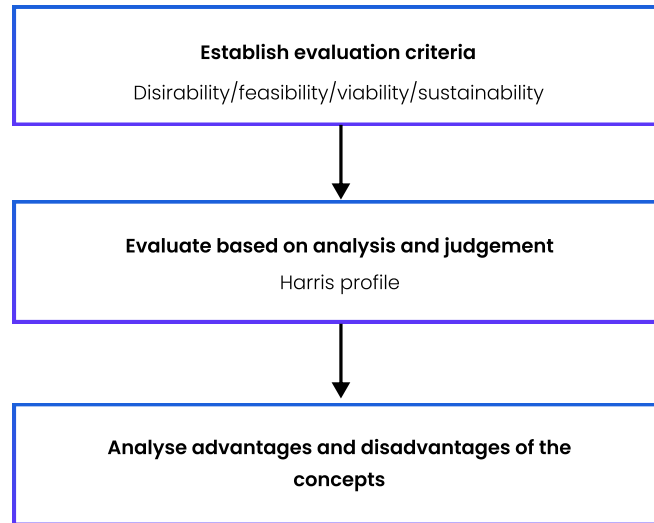 Establish evaluation criteria
Disirability/feasibility/viability/sustainability
Evaluate based on analysis and judgement
Harris profile
Analyse advantages and disadvantages of the
concepts